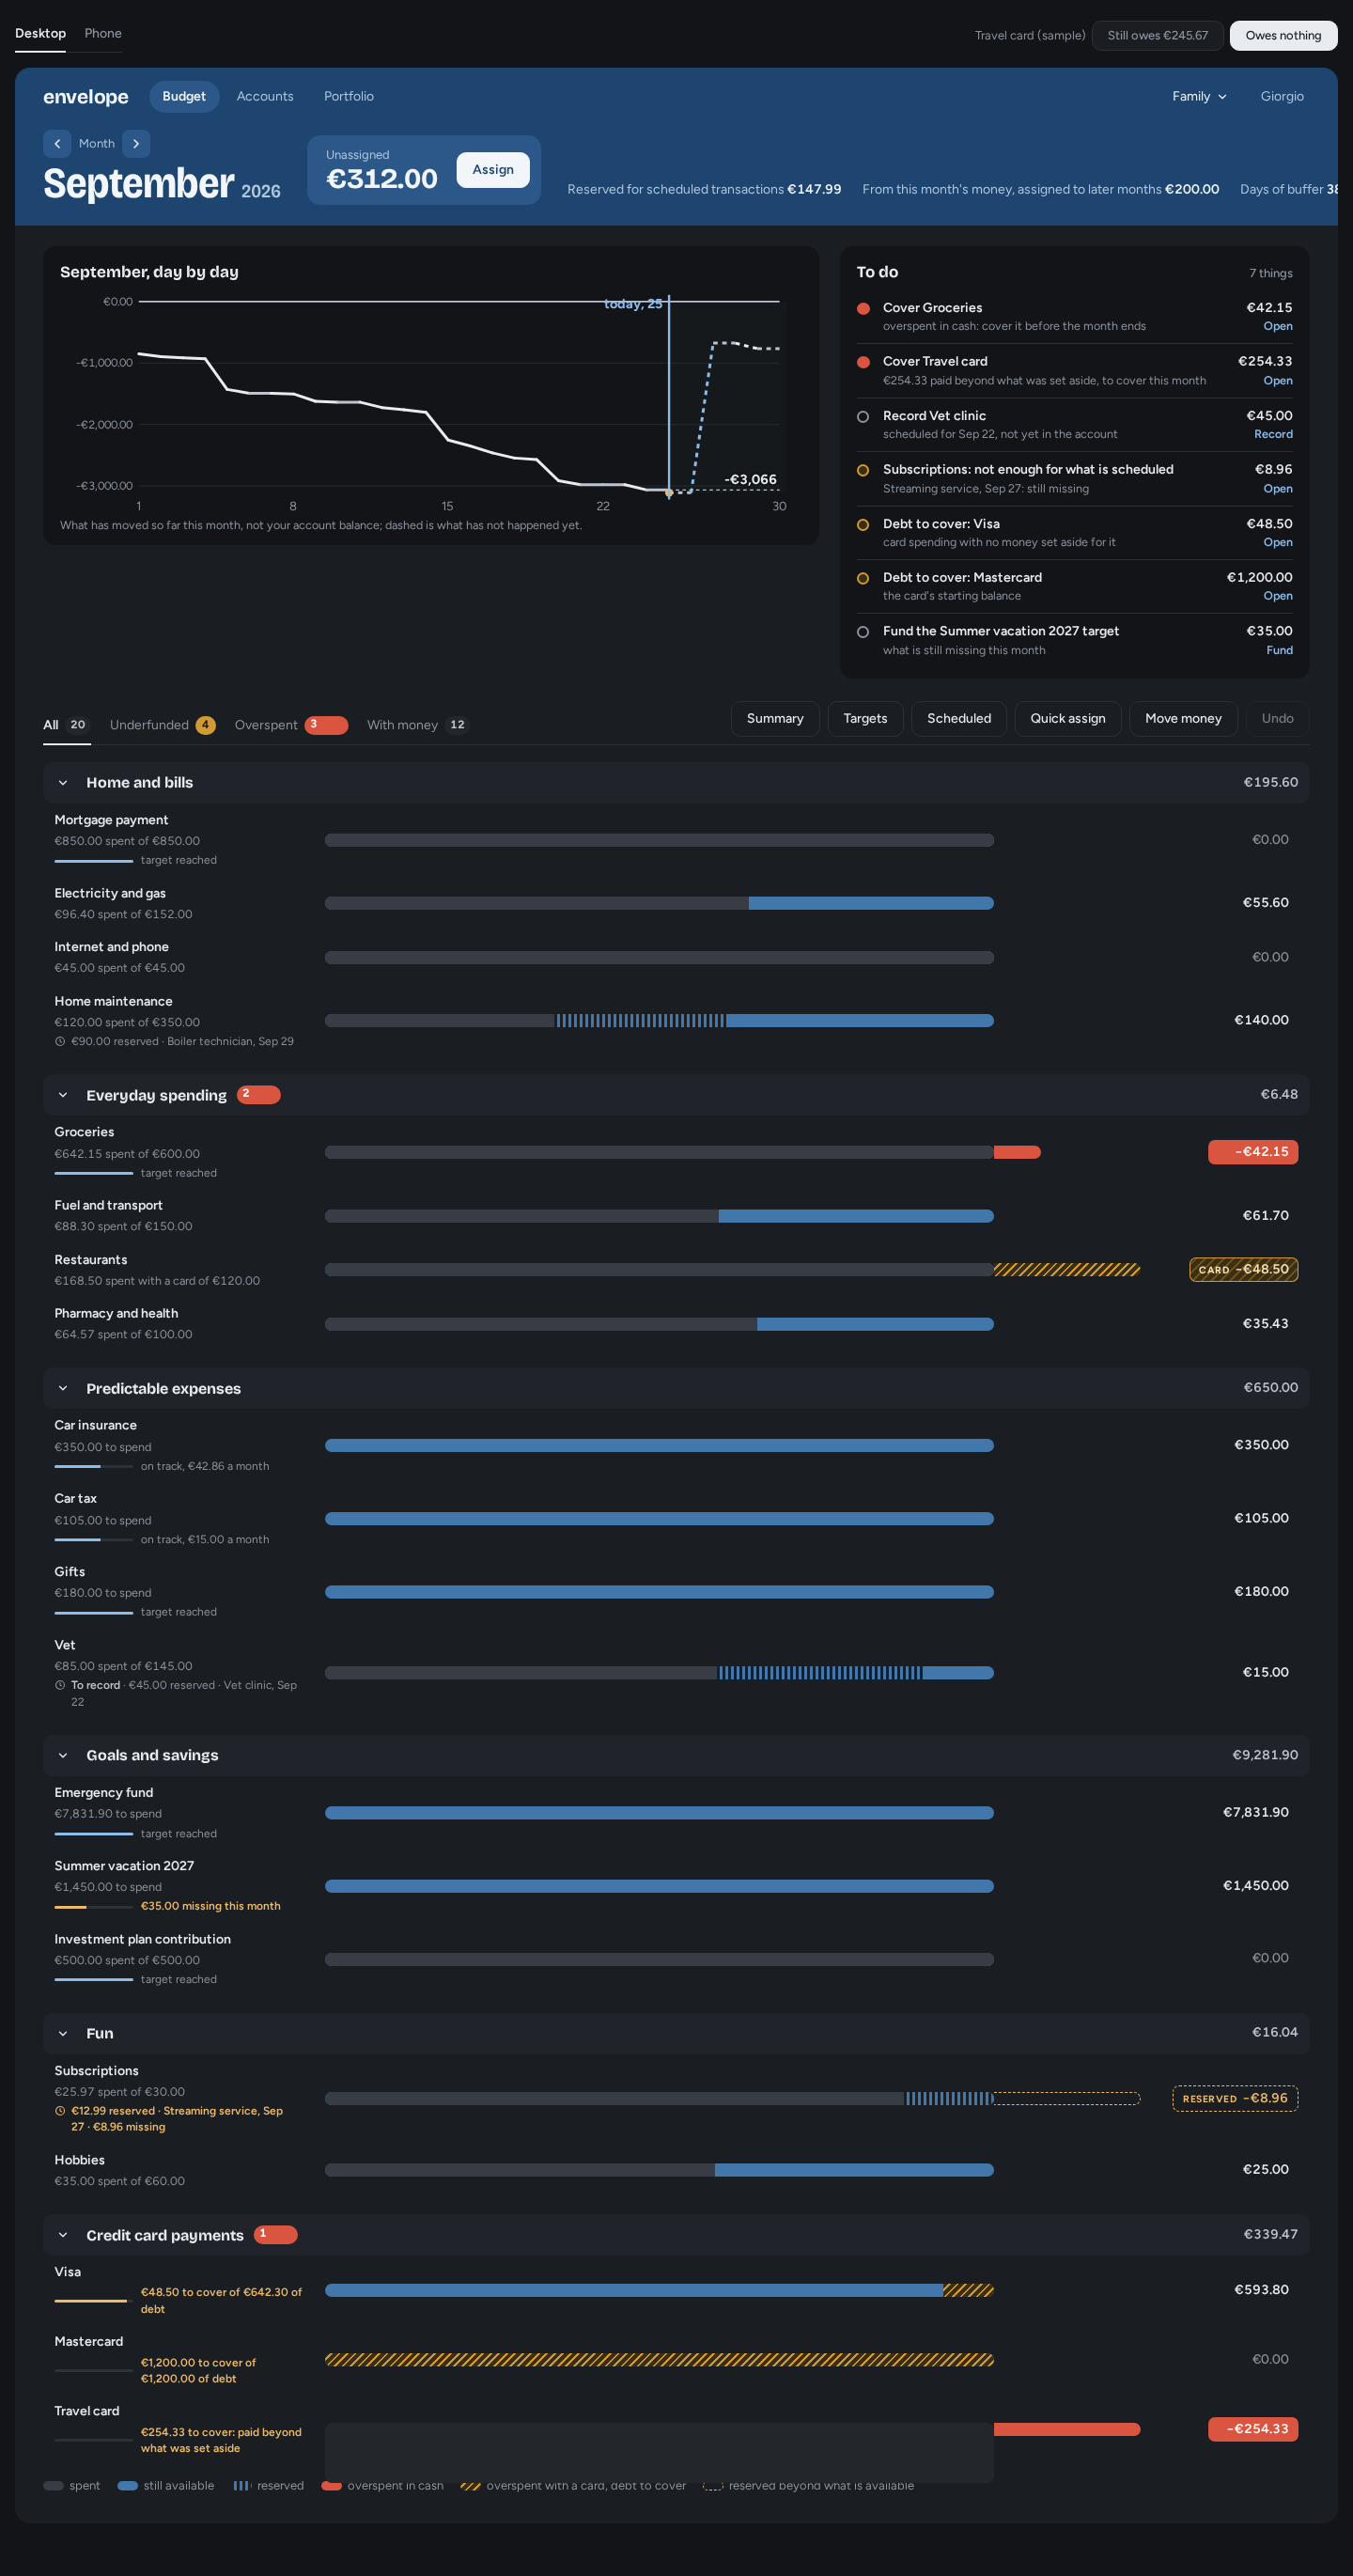 Desktop Phone Travel card (sample) Still owes €245.67 Owes nothing
envelope Budget Accounts Portfolio Family Giorgio
Month
September 2026
Unassigned
€312.00 Assign
Reserved for scheduled transactions €147.99 From this month's money, assigned to later months €200.00 Days of buffer
September, day by day
€0.00
today, 25
-€1,000.00
-€2,000.00
-€3,066
-€3,000.00
1 8 15 22 30
What has moved so far this month, not your account balance; dashed is what has not happened yet.
To do 7 things
Cover Groceries €42.15
overspent in cash: cover it before the month ends Open
Cover Travel card €254.33
€254.33 paid beyond what was set aside, to cover this month Open
Record Vet clinic €45.00
scheduled for Sep 22, not yet in the account Record
Subscriptions: not enough for what is scheduled €8.96
Streaming service, Sep 27: still missing Open
Debt to cover: Visa €48.50
card spending with no money set aside for it Open
Debt to cover: Mastercard €1,200.00
the card's starting balance Open
Fund the Summer vacation 2027 target €35.00
what is still missing this month Fund
All 20 Underfunded 4 Overspent 3 With money 12 Summary Targets Scheduled Quick assign Move money Undo
Home and bills €195.60
Mortgage payment
€850.00 spent of €850.00 €0.00
target reached
Electricity and gas
€96.40 spent of €152.00 €55.60
Internet and phone
€45.00 spent of €45.00 €0.00
Home maintenance
€120.00 spent of €350.00 €140.00
€90.00 reserved · Boiler technician, Sep 29
Everyday spending 2 €6.48
Groceries
€642.15 spent of €600.00 -€42.15
target reached
Fuel and transport
€88.30 spent of €150.00 €61.70
Restaurants
€168.50 spent with a card of €120.00 CARD -€48.50
Pharmacy and health
€64.57 spent of €100.00 €35.43
Predictable expenses €650.00
Car insurance
€350.00 to spend €350.00
on track, €42.86 a month
Car tax
€105.00 to spend €105.00
on track, €15.00 a month
Gifts
€180.00 to spend €180.00
target reached
Vet
€85.00 spent of €145.00 €15.00
To record · €45.00 reserved · Vet clinic, Sep
22
Goals and savings €9,281.90
Emergency fund
€7,831.90 to spend €7,831.90
target reached
Summer vacation 2027
€1,450.00 to spend €1,450.00
€35.00 missing this month
Investment plan contribution
€500.00 spent of €500.00 €0.00
target reached
Fun €16.04
Subscriptions
€25.97 spent of €30.00 RESERVED -€8.96
€12.99 reserved · Streaming service, Sep
27 · €8.96 missing
Hobbies
€35.00 spent of €60.00 €25.00
Credit card payments 1 €339.47
Visa
€48.50 to cover of €642.30 of €593.80
debt
Mastercard
€1,200.00 to cover of €0.00
€1,200.00 of debt
Travel card
€254.33 to cover: paid beyond -€254.33
what was set aside
spent still available reserved overspent in cash overspent with a card, debt to cover reserved beyond what is available